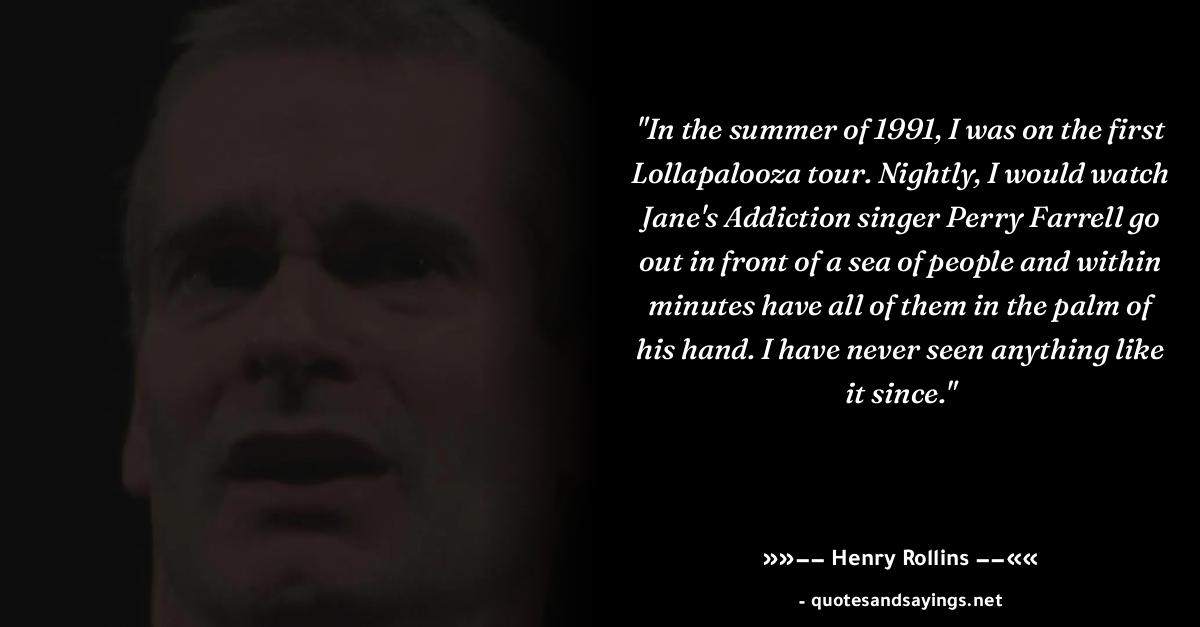 "In the summer of 1991, I was on the first
Lollapalooza tour. Nightly, I would watch
Jane's Addiction singer Perry Farrell go
out in front of a sea of people and within
minutes have all of them in the palm of
his hand. I have never seen anything like
it since."
»»−− Henry Rollins −−««
- quotesandsayings.net